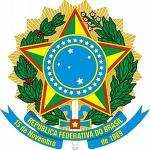 REPÚBLICA FEDERATIVA DO BRASIL
15 de Novembro
de 1889